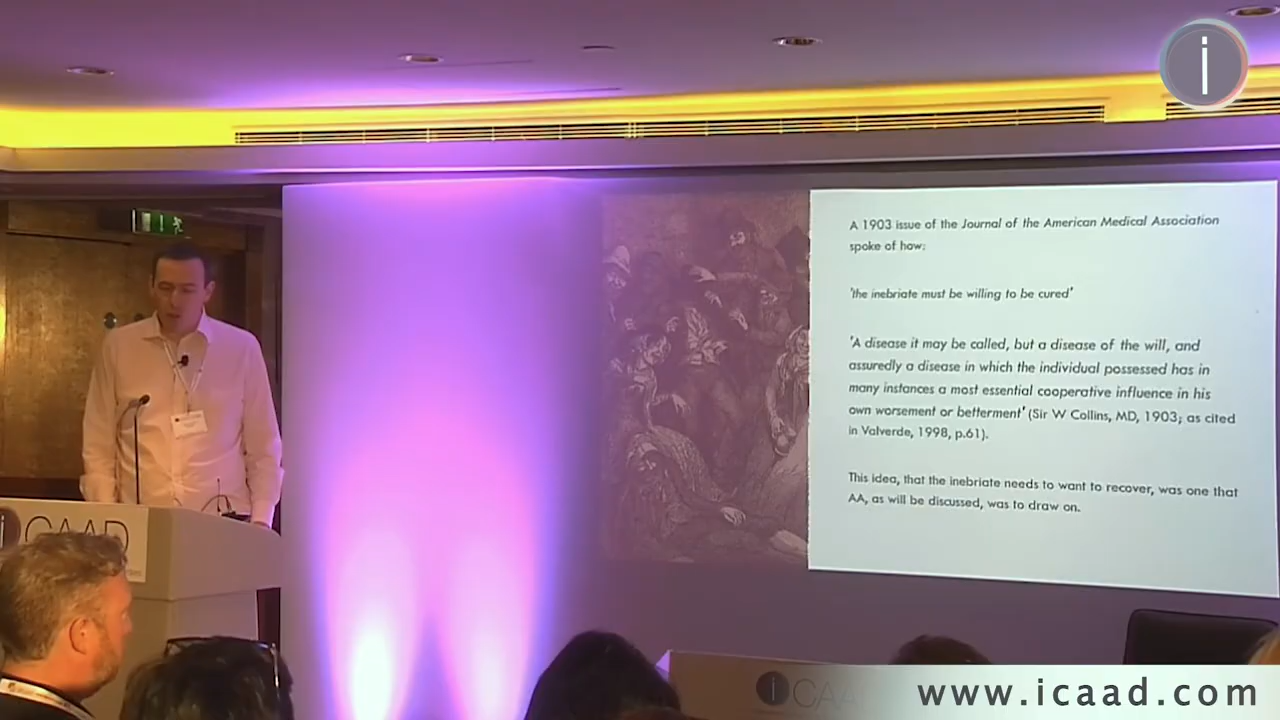 i
A 1903 issue of the Journal of the American Medical Association
spoke of how:
'the inebriate must be willing to be cured'
'A disease it may be called, but a disease of the will, and
assuredly a disease in which the individual possessed has in
many instances a most essential cooperative influence in his
own worsement or betterment' (Sir W Collins, MD, 1903; as cited
in Valverde, 1998, p.61).
This idea, that the inebriate needs to want to recover, was one that
AA, as will be discussed, was to draw on.
iCAAD
iCAAD
www.icaad.com